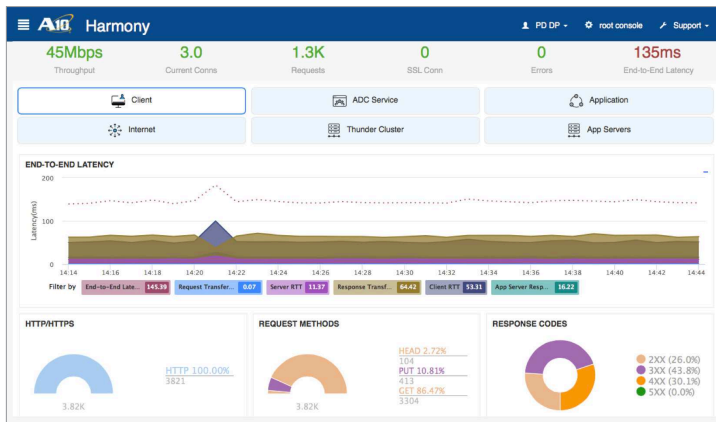 A10 Harmony
PD DP
root console
Support
45Mbps
Throughput
3.0
Current Conns
1.3K
Requests
0
SSL Conn
0
Errors
135ms
End-to-End Latency
Client
ADC Service
Application
Internet
Thunder Cluster
App Servers
END-TO-END LATENCY
200
100
0
Latency(ms)
14:14 14:16 14:18 14:20 14:22 14:24 14:26 14:28 14:30 14:32 14:34 14:36 14:38 14:40 14:42 14:44
Filter by End-to-End Late... 145.39 Request Transfer... 0.07 Server RTT 11.37 Response Transf... 64.42 Client RTT 53.31 App Server Resp... 16.22
HTTP/HTTPS
HTTP 100.00%
3821
3.82K
REQUEST METHODS
HEAD 2.72%
104
PUT 10.81%
413
GET 86.47%
3304
3.82K
RESPONSE CODES
2XX (26.0%)
3XX (43.8%)
4XX (30.1%)
5XX (0.0%)